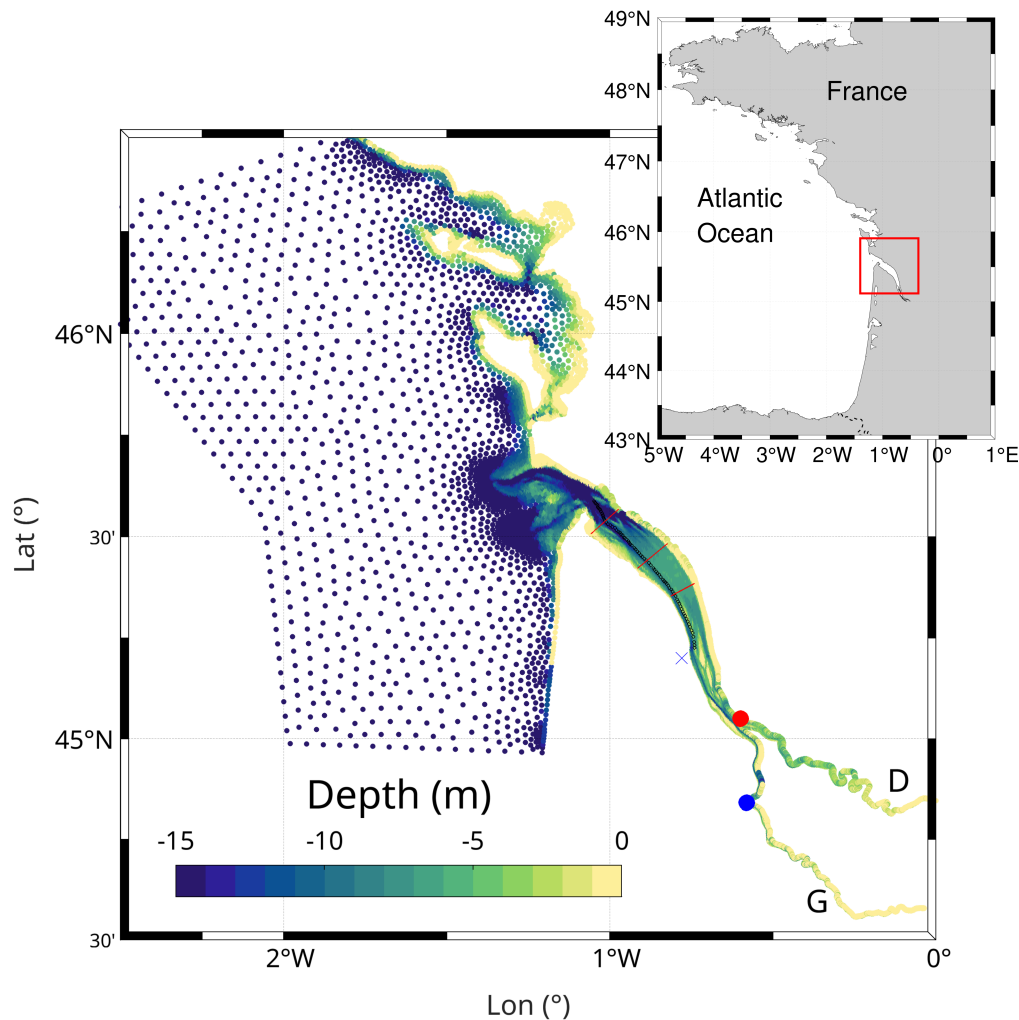 49°N
48°N
47°N
46°N
45°N
44°N
43°N
5°W 4°W 3°W 2°W 1°W 0° 1°E
France
Atlantic
Ocean
46°N
30'
45°N
30'
Lat (°)
Depth (m)
-15 -10 -5 0
D
G
2°W 1°W 0°
Lon (°)